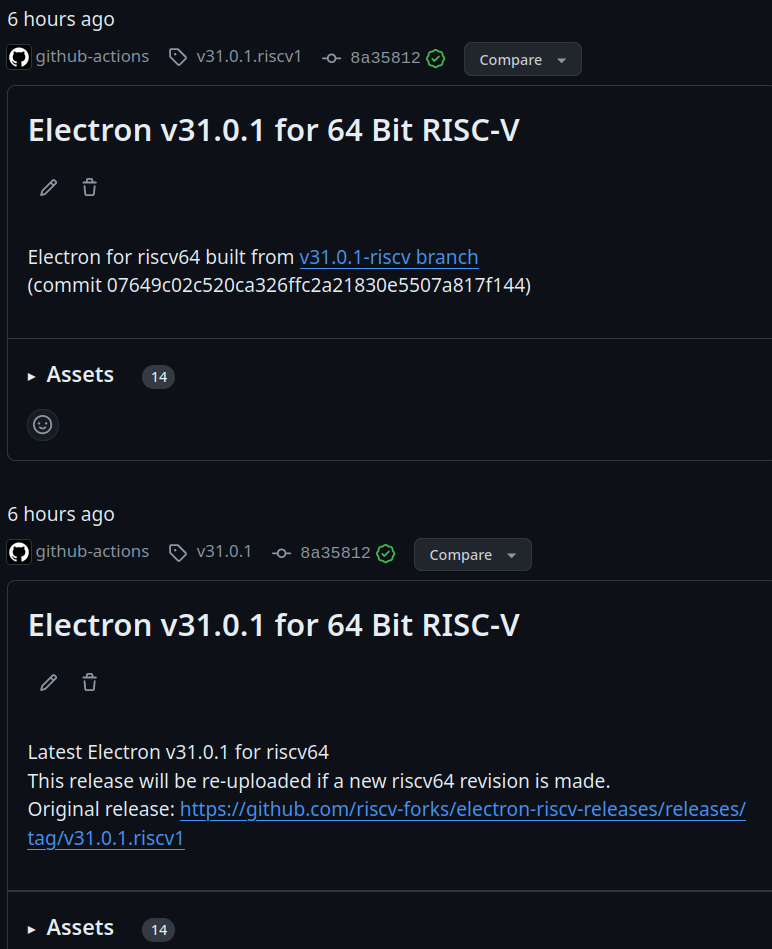 6 hours ago
github-actions v31.0.1.riscv1 8a35812 Compare
Electron v31.0.1 for 64 Bit RISC-V
Electron for riscv64 built from v31.0.1-riscv branch
(commit 07649c02c520ca326ffc2a21830e5507a817f144)
Assets 14
6 hours ago
github-actions v31.0.1 8a35812 Compare
Electron v31.0.1 for 64 Bit RISC-V
Latest Electron v31.0.1 for riscv64
This release will be re-uploaded if a new riscv64 revision is made.
Original release: https://github.com/riscv-forks/electron-riscv-releases/releases/
tag/v31.0.1.riscv1
Assets 14